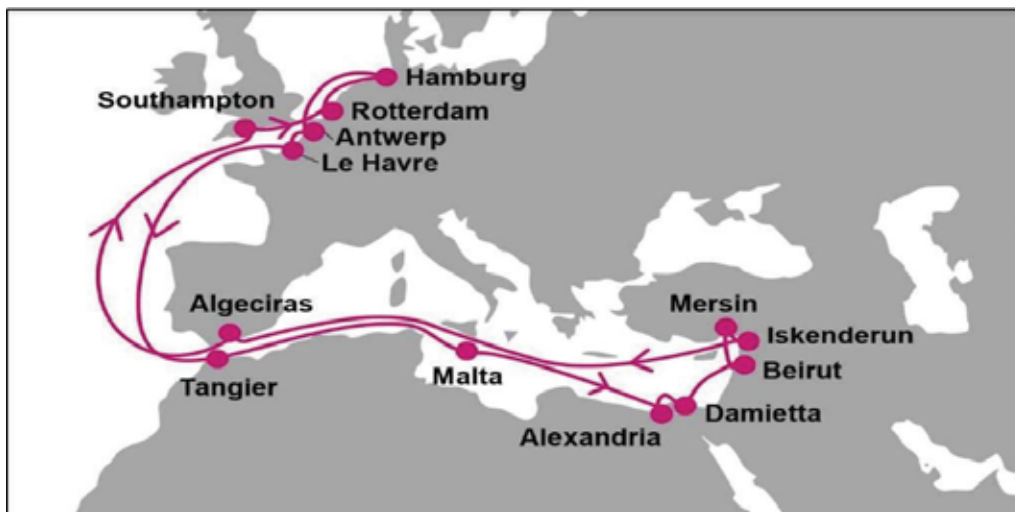 Hamburg
Southampton
Rotterdam
Antwerp
Le Havre
Algeciras
Mersin
Iskenderun
Tangier
Malta
Beirut
Damietta
Alexandria